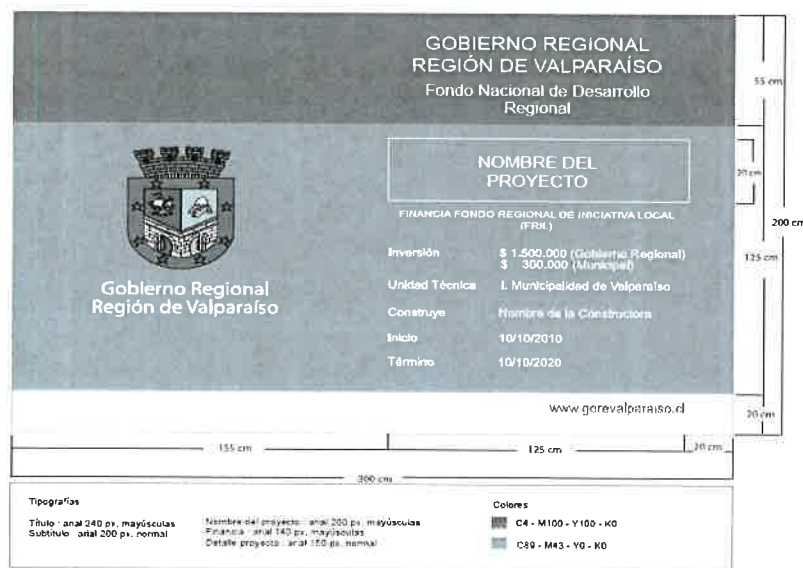 GOBIERNO REGIONAL
REGIÓN DE VALPARAÍSO
Fondo Nacional de Desarrollo
Regional
55 cm
NOMBRE DEL
PROYECTO
20 cm
FINANCIA FONDO REGIONAL DE INICIATIVA LOCAL
(FRIL)
200 cm
Inversión $ 1.500.000 (Gobierno Regional)
$ 300.000 (Municipal)
125 cm
Unidad Técnica I. Municipalidad de Valparaíso
Gobierno Regional
Región de Valparaíso
Construye Nombre de la Constructora
Inicio 10/10/2010
Término 10/10/2020
www.gorevalparaiso.cl
20 cm
155 cm 125 cm 20 cm
300 cm
Tipografías
Título : arial 240 px, mayúsculas
Subtítulo : arial 200 px, normal
Nombre del proyecto : arial 200 px, mayúsculas
Financia : arial 140 px, mayúsculas
Detalle proyecto : arial 150 px, normal
Colores
C4 - M100 - Y100 - K0
C89 - M43 - Y0 - K0